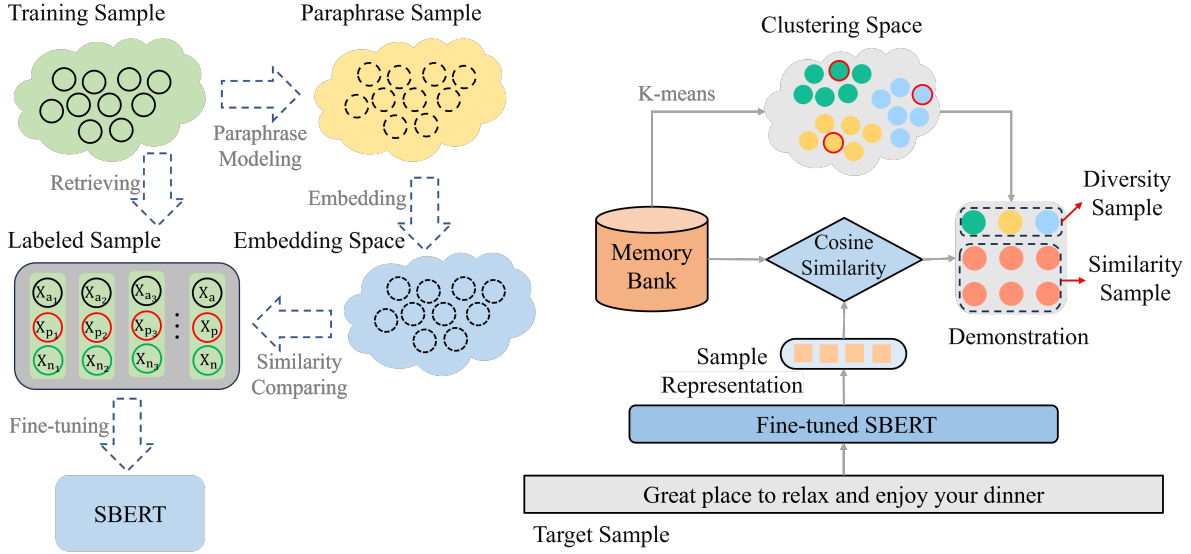 Training Sample
Paraphrase Sample
Paraphrase
Modeling
Retrieving
Embedding
Labeled Sample
Embedding Space
Xa1 Xa2 Xa3 Xa
Xp1 Xp2 Xp3 Xp
Xn1 Xn2 Xn3 Xn
Similarity
Comparing
Fine-tuning
SBERT
Clustering Space
K-means
Diversity
Sample
Memory
Bank
Cosine
Similarity
Similarity
Sample
Demonstration
Sample
Representation
Fine-tuned SBERT
Great place to relax and enjoy your dinner
Target Sample